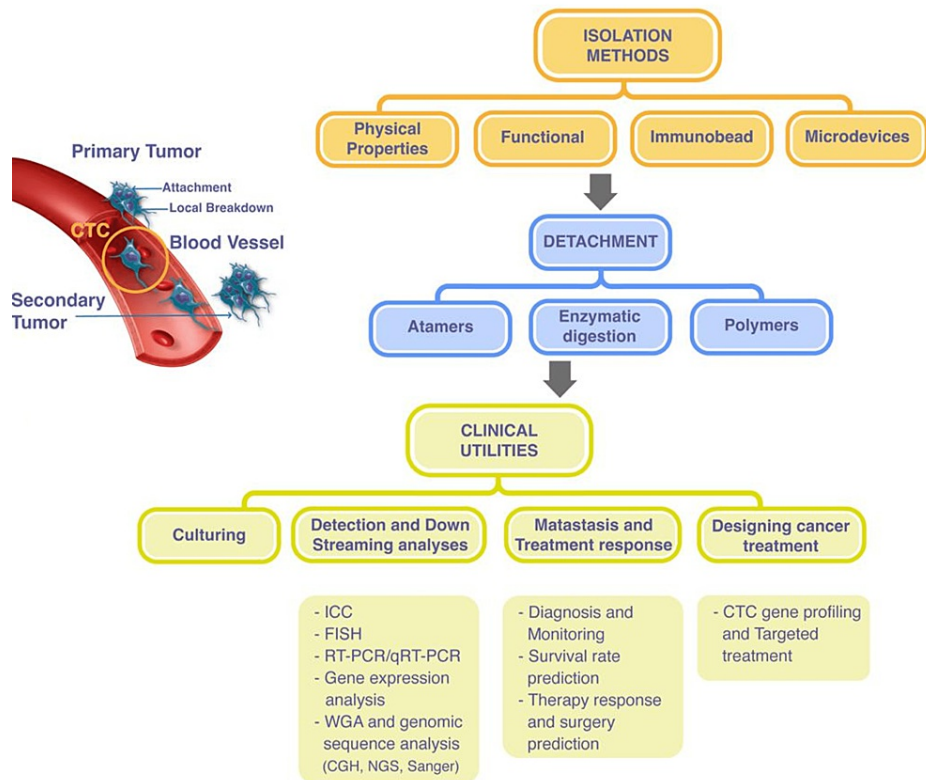 ISOLATION
METHODS
Physical
Properties
Functional
Immunobead
Microdevices
Primary Tumor
Attachment
Local Breakdown
CTC
Blood Vessel
Secondary
Tumor
DETACHMENT
Atamers
Enzymatic
digestion
Polymers
CLINICAL
UTILITIES
Culturing
Detection and Down
Streaming analyses
Matastasis and
Treatment response
Designing cancer
treatment
- ICC
- FISH
- RT-PCR/qRT-PCR
- Gene expression
analysis
- WGA and genomic
sequence analysis
(CGH, NGS, Sanger)
- Diagnosis and
Monitoring
- Survival rate
prediction
- Therapy response
and surgery
prediction
- CTC gene profiling
and Targeted
treatment